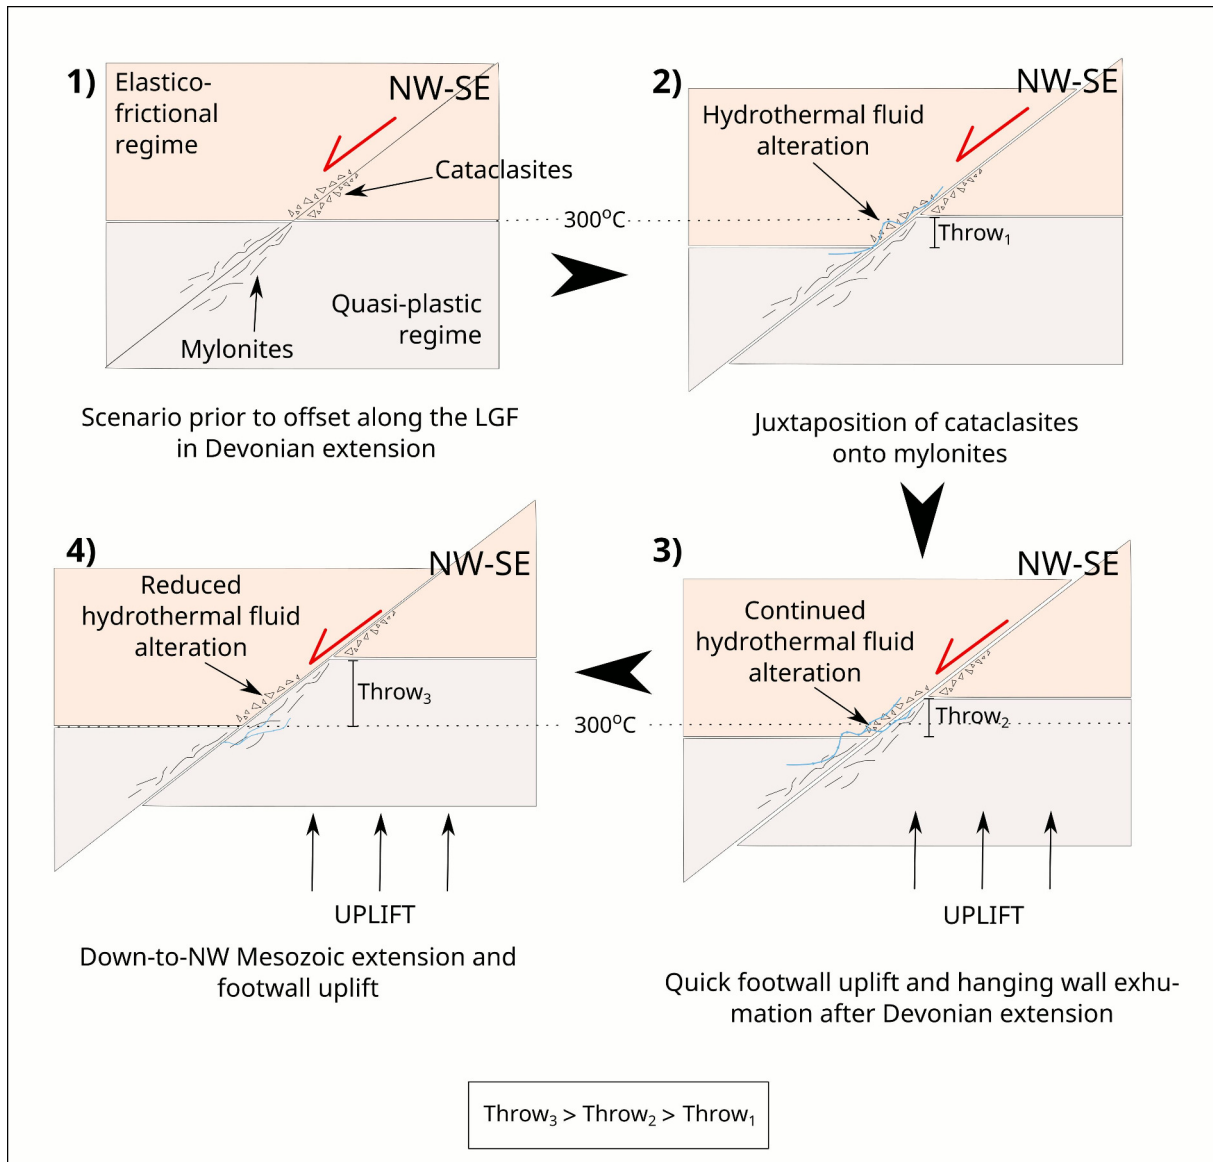 1)
Elastico-
frictional
regime
NW-SE
Cataclasites
Mylonites
Quasi-plastic
regime
Scenario prior to offset along the LGF
in Devonian extension
300°C
2)
NW-SE
Hydrothermal fluid
alteration
Throw₁
Juxtaposition of cataclasites
onto mylonites
3)
NW-SE
Continued
hydrothermal fluid
alteration
Throw₂
UPLIFT
Quick footwall uplift and hanging wall exhu-
mation after Devonian extension
300°C
4)
NW-SE
Reduced
hydrothermal fluid
alteration
Throw₃
UPLIFT
Down-to-NW Mesozoic extension and
footwall uplift
Throw₃ > Throw₂ > Throw₁